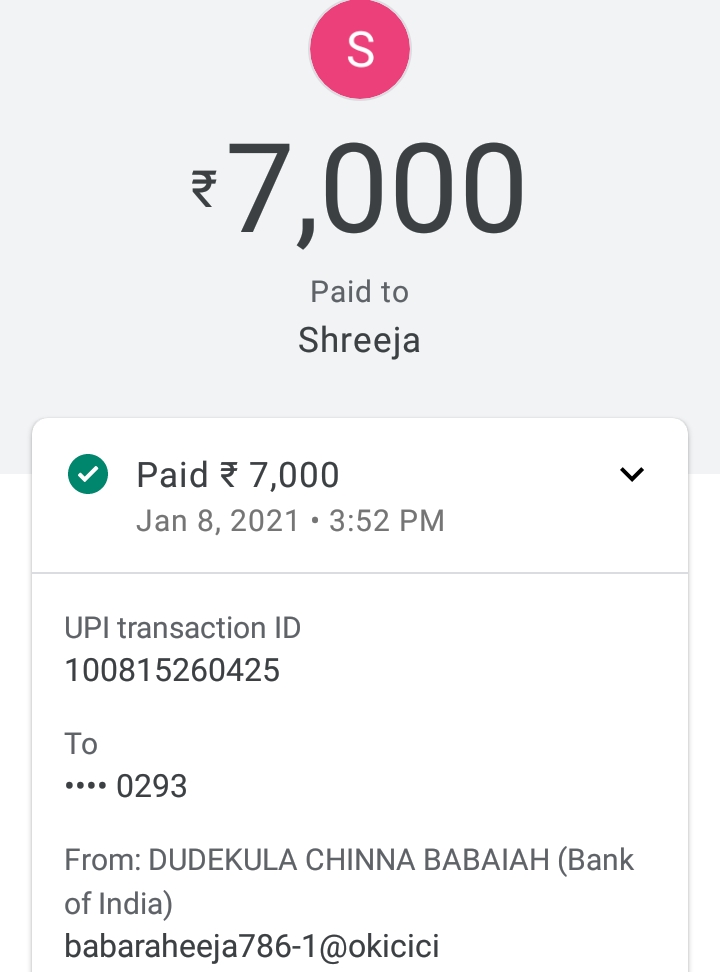 S
₹7,000
Paid to
Shreeja
Paid ₹ 7,000
Jan 8, 2021 • 3:52 PM
UPI transaction ID
100815260425
To
•••• 0293
From: DUDEKULA CHINNA BABAIAH (Bank
of India)
babaraheeja786-1@okicici